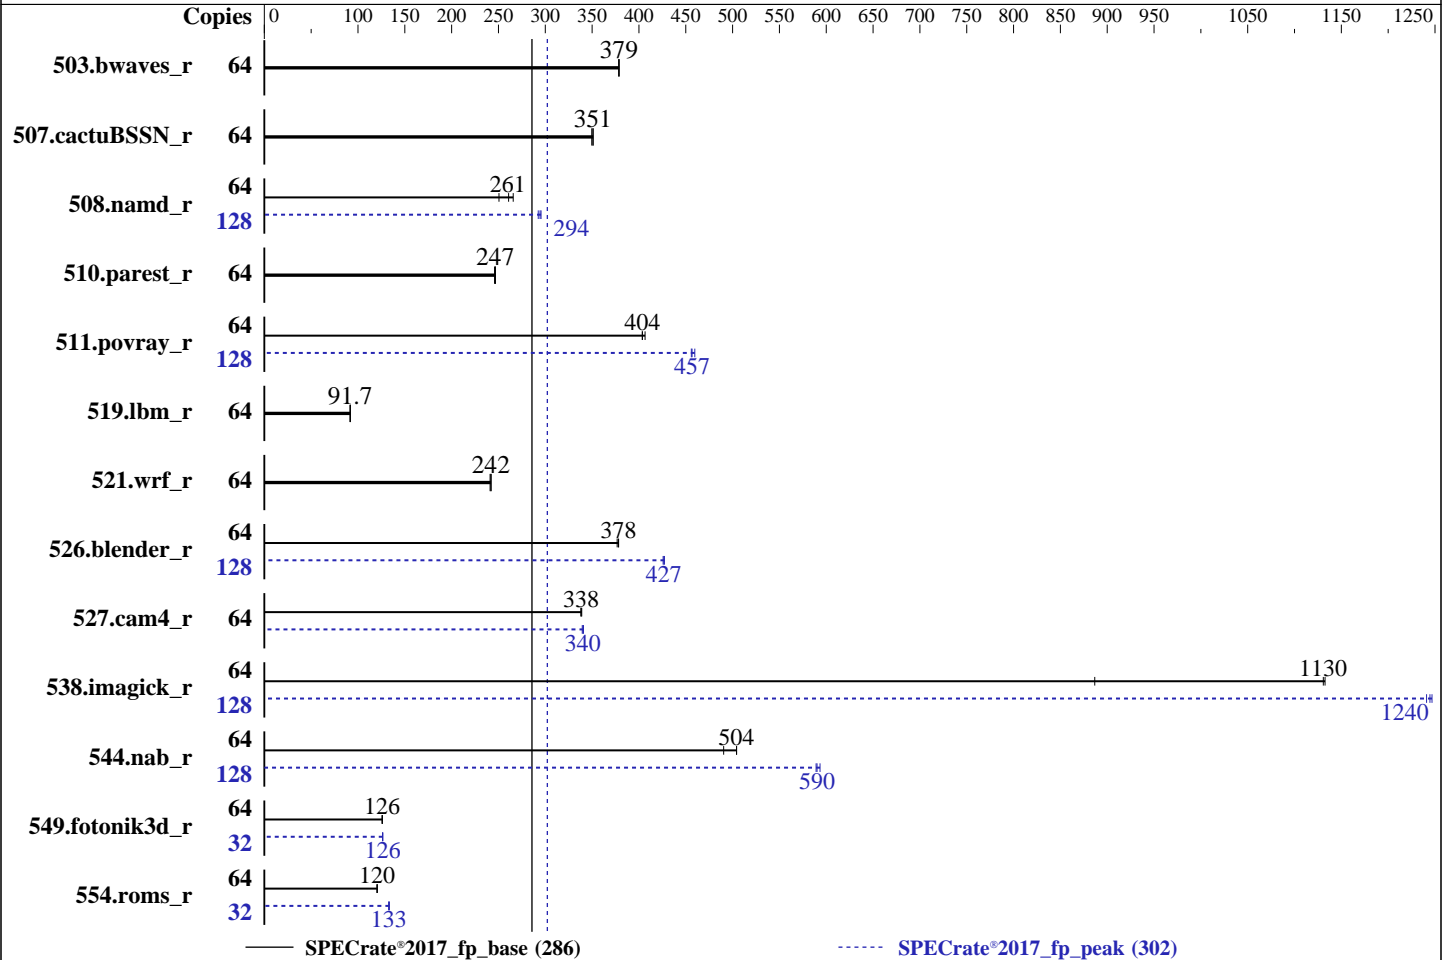 Copies 0 100 150 200 250 300 350 400 450 500 550 600 650 700 750 800 850 900 950 1050 1150 1250
503.bwaves_r 64 379
507.cactuBSSN_r 64 351
508.namd_r 64 261
128 294
510.parest_r 64 247
511.povray_r 64 404
128 457
519.lbm_r 64 91.7
521.wrf_r 64 242
526.blender_r 64 378
128 427
527.cam4_r 64 338
340
538.imagick_r 64 1130
128 1240
544.nab_r 64 504
128 590
549.fotonik3d_r 64 126
32 126
554.roms_r 64 120
32 133
SPECrate®2017_fp_base (286) SPECrate®2017_fp_peak (302)